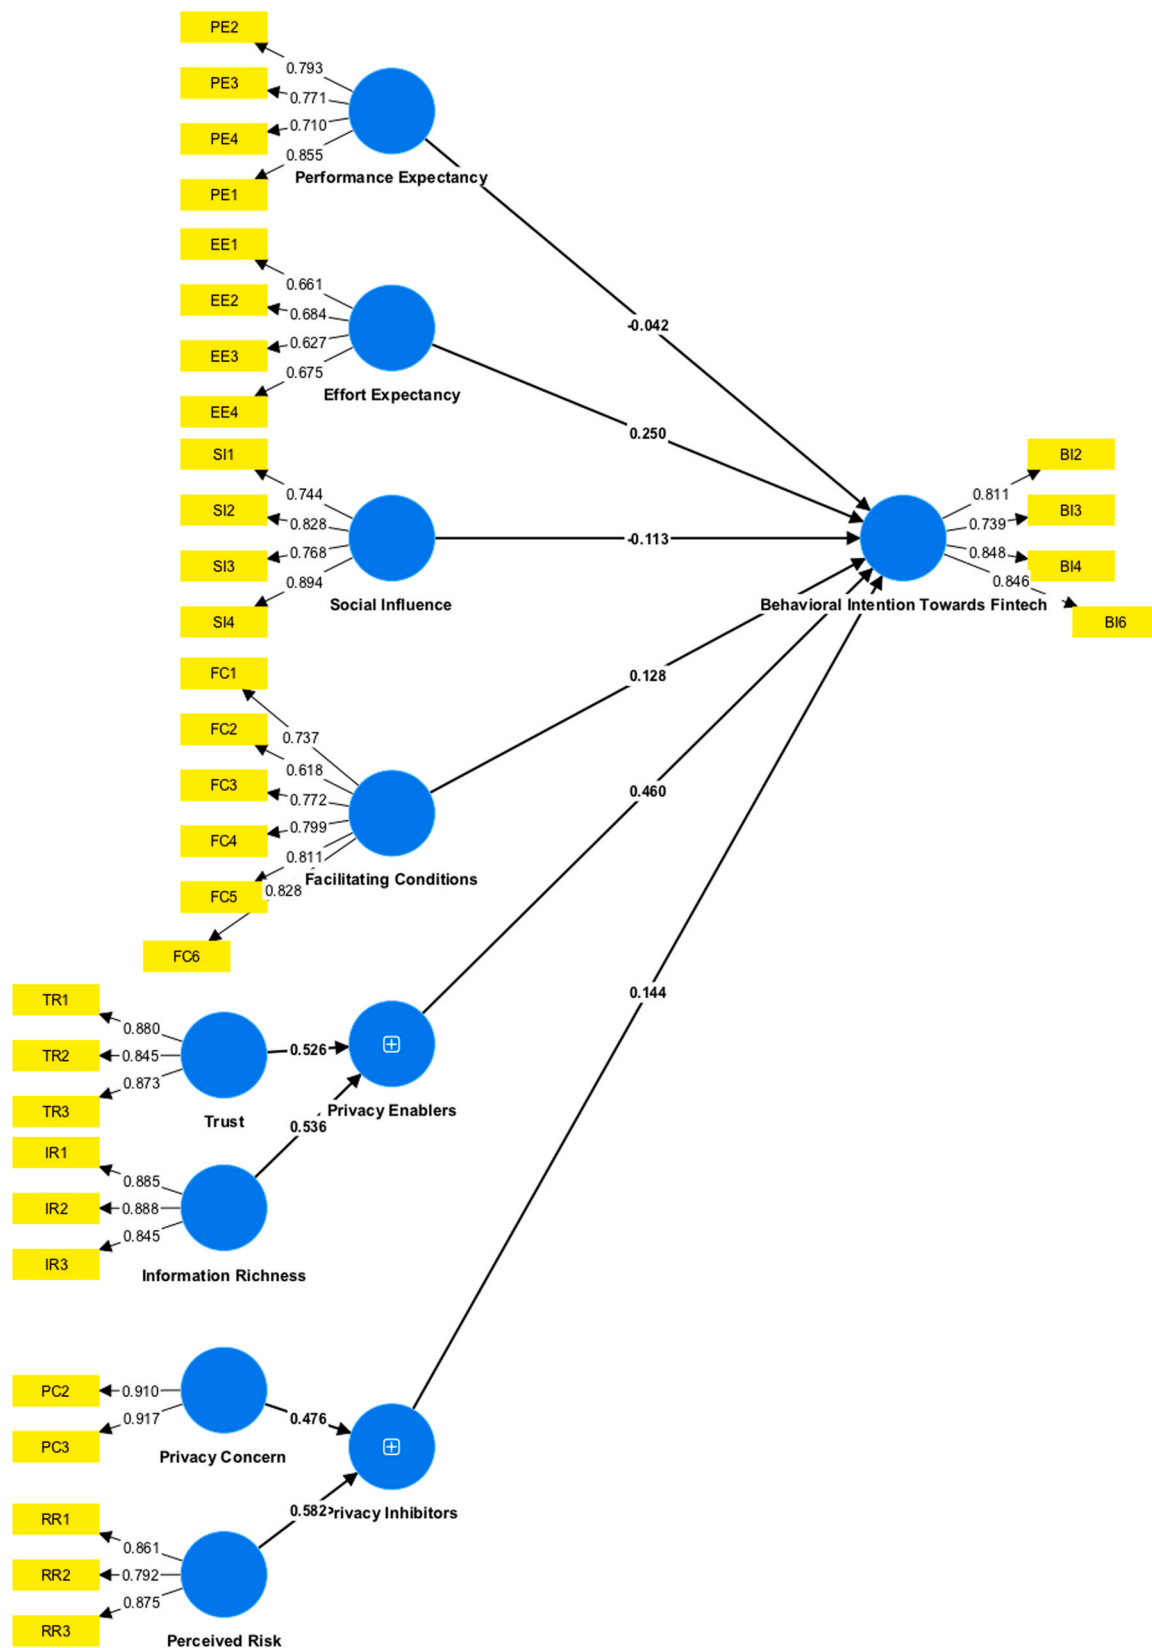 PE2
0.793
PE3
0.771
PE4
0.710
0.855
PE1
Performance Expectancy
EE1
0.661
EE2
0.684
EE3
0.627
0.675
EE4
Effort Expectancy
SI1
0.744
SI2
0.828
SI3
0.768
0.894
SI4
Social Influence
FC1
0.737
FC2
0.618
FC3
0.772
FC4
0.799
0.811
FC5
0.828
Facilitating Conditions
FC6
-0.042
0.250
-0.113
0.128
0.460
0.144
BI2
0.811
BI3
0.739
0.848
BI4
0.846
BI6
Behavioral Intention Towards Fintech
TR1
0.880
TR2
0.845
0.873
TR3
Trust
0.526
Privacy Enablers
0.536
IR1
0.885
IR2
0.888
0.845
IR3
Information Richness
PC2
0.910
0.917
PC3
Privacy Concern
0.476
Privacy Inhibitors
0.582
RR1
0.861
RR2
0.792
0.875
RR3
Perceived Risk